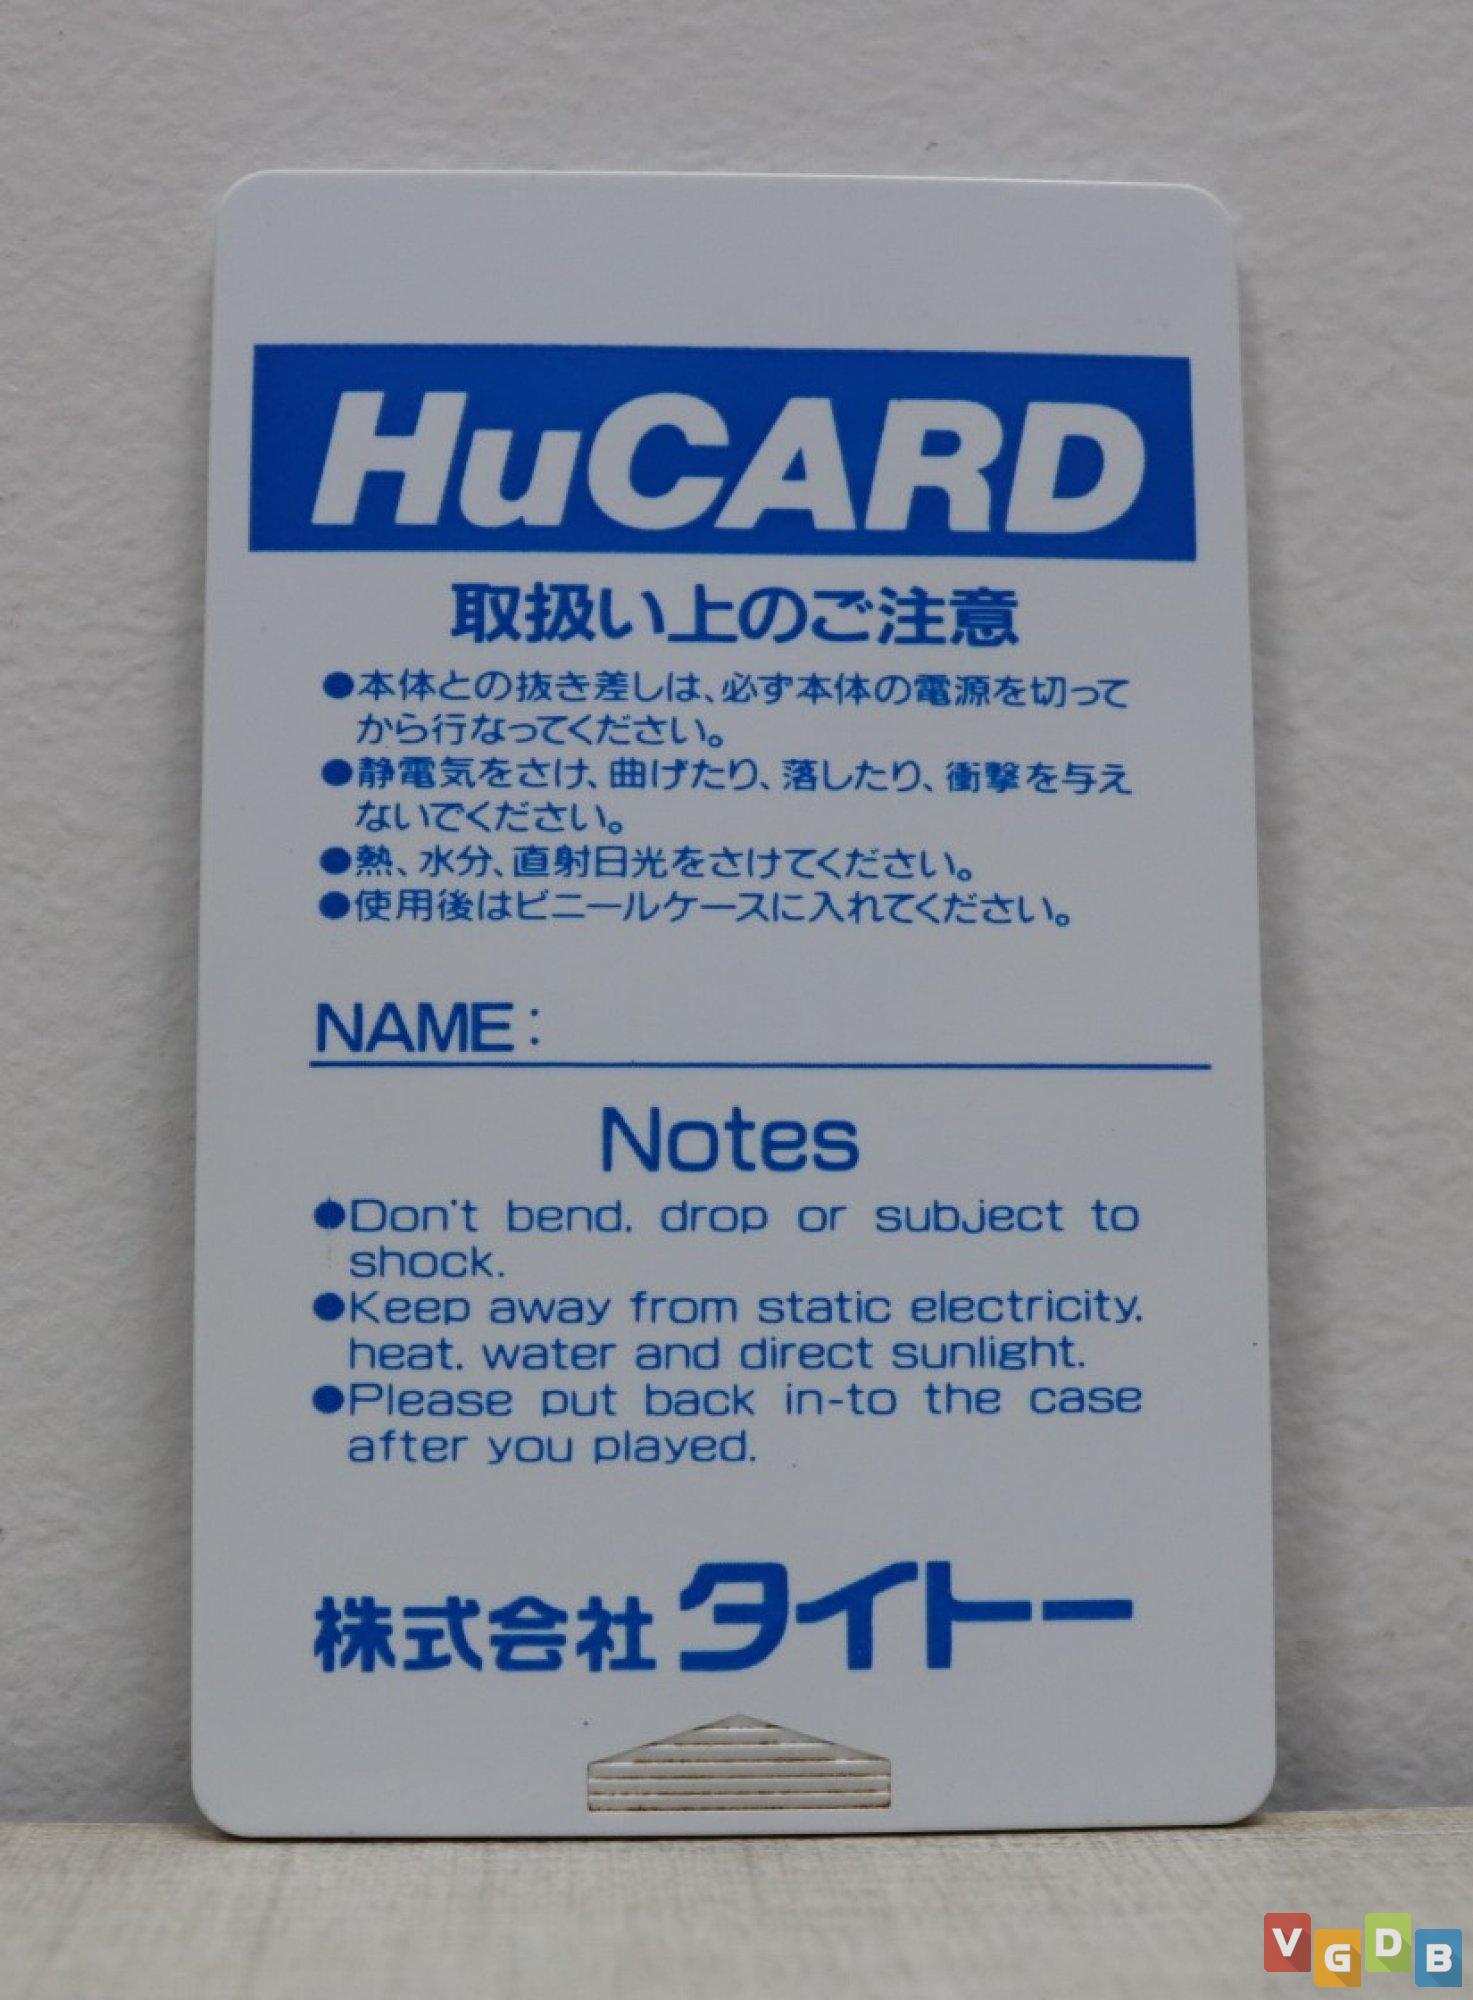 HuCARD
取扱い上のご注意
●本体との抜き差しは、必ず本体の電源を切って
から行なってください。
●静電気をさけ、曲げたり、落したり、衝撃を与え
ないでください。
●熱、水分、直射日光をさけてください。
●使用後はビニールケースに入れてください。
NAME:
Notes
●Don't bend, drop or subject to
shock.
●Keep away from static electricity,
heat, water and direct sunlight.
●Please put back in-to the case
after you played.
株式会社タイトー
VGDB